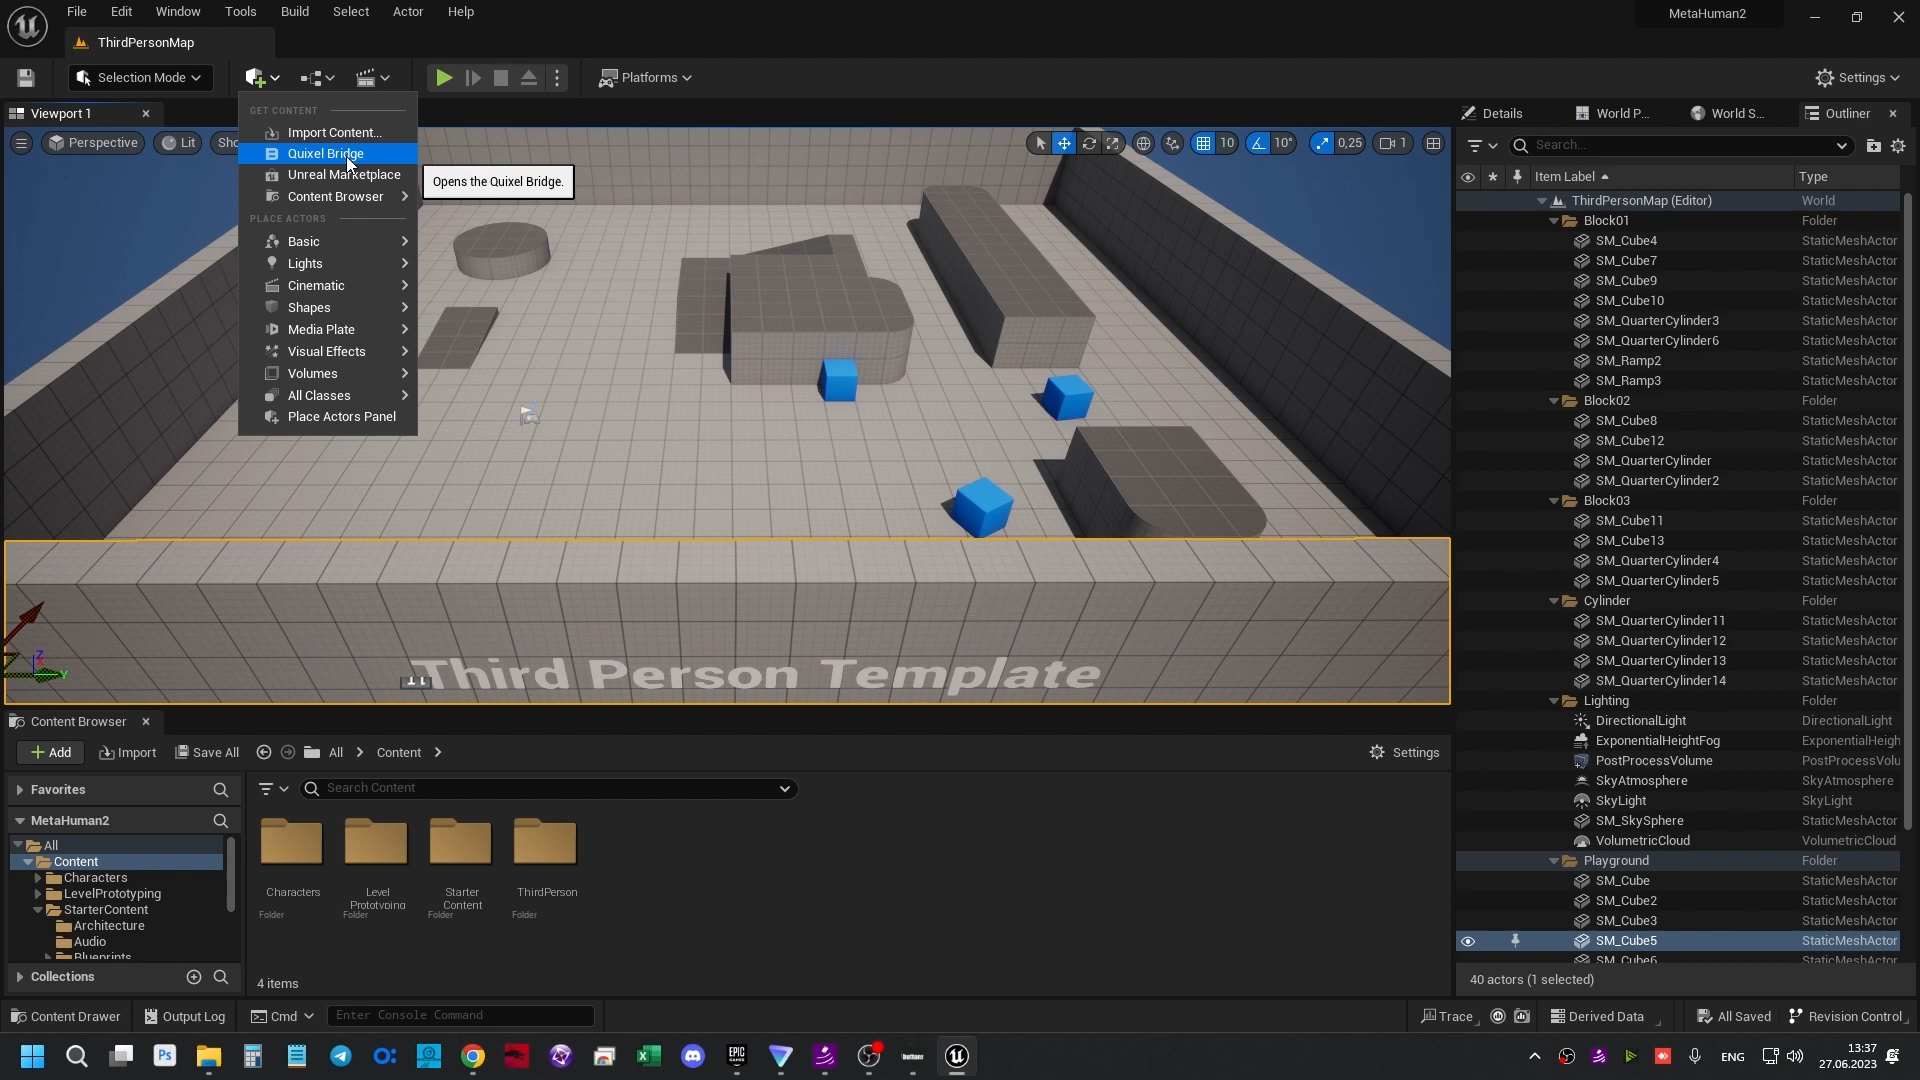 File Edit Window Tools Build Select Actor Help
MetaHuman2
ThirdPersonMap
Selection Mode
Platforms
Settings
Viewport 1
Perspective
Lit
Sho
10
10°
0,25
1
GET CONTENT
Import Content...
Quixel Bridge
Unreal Marketplace
Content Browser
PLACE ACTORS
Basic
Lights
Cinematic
Shapes
Media Plate
Visual Effects
Volumes
All Classes
Place Actors Panel
Opens the Quixel Bridge.
Third Person Template
Z
X
Y
Details
World P...
World S...
Outliner
Search...
Item Label Type
ThirdPersonMap (Editor) World
Block01 Folder
SM_Cube4 StaticMeshActor
SM_Cube7 StaticMeshActor
SM_Cube9 StaticMeshActor
SM_Cube10 StaticMeshActor
SM_QuarterCylinder3 StaticMeshActor
SM_QuarterCylinder6 StaticMeshActor
SM_Ramp2 StaticMeshActor
SM_Ramp3 StaticMeshActor
Block02 Folder
SM_Cube8 StaticMeshActor
SM_Cube12 StaticMeshActor
SM_QuarterCylinder StaticMeshActor
SM_QuarterCylinder2 StaticMeshActor
Block03 Folder
SM_Cube11 StaticMeshActor
SM_Cube13 StaticMeshActor
SM_QuarterCylinder4 StaticMeshActor
SM_QuarterCylinder5 StaticMeshActor
Cylinder Folder
SM_QuarterCylinder11 StaticMeshActor
SM_QuarterCylinder12 StaticMeshActor
SM_QuarterCylinder13 StaticMeshActor
SM_QuarterCylinder14 StaticMeshActor
Lighting Folder
DirectionalLight DirectionalLight
ExponentialHeightFog ExponentialHeigh
PostProcessVolume PostProcessVolu
SkyAtmosphere SkyAtmosphere
SkyLight SkyLight
SM_SkySphere StaticMeshActor
VolumetricCloud VolumetricCloud
Playground Folder
SM_Cube StaticMeshActor
SM_Cube2 StaticMeshActor
SM_Cube3 StaticMeshActor
SM_Cube5 StaticMeshActor
SM_Cube6 StaticMeshActor
40 actors (1 selected)
Content Browser
Add
Import
Save All
All
Content
Settings
Favorites
MetaHuman2
All
Content
Characters
LevelPrototyping
StarterContent
Architecture
Audio
Blueprints
Collections
Search Content
Characters
Folder
Level
Prototyping
Folder
Starter
Content
Folder
ThirdPerson
Folder
4 items
Content Drawer
Output Log
Cmd
Enter Console Command
Trace
Derived Data
All Saved
Revision Control
Ps
EPIC
GAMES
ENG
13:37
27.06.2023